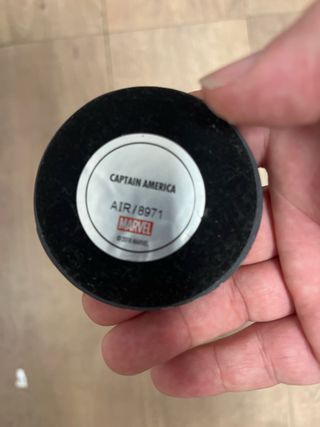 CAPTAIN AMERICA
AIR/8971
MARVEL
© 2018 MARVEL